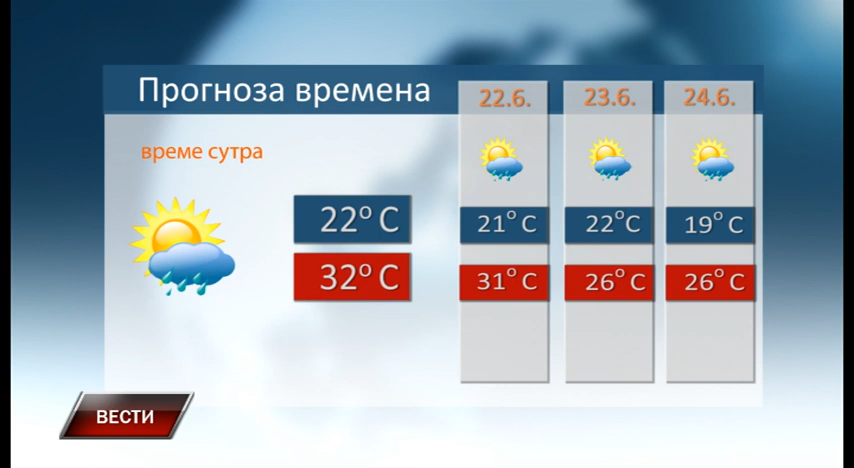 Прогноза времена
време сутра
22° C
32° C
22.6. 23.6. 24.6.
21° C 22°C 19° C
31° C 26° C 26° C
ВЕСТИ